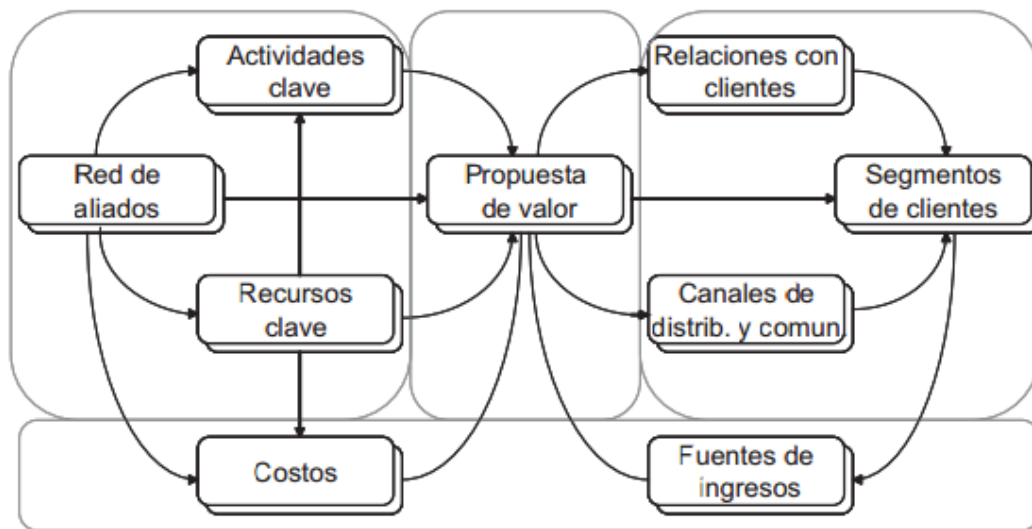 Actividades
clave
Relaciones con
clientes
Red de
aliados
Propuesta
de valor
Segmentos
de clientes
Recursos
clave
Canales de
distrib. y comun.
Costos
Fuentes de
ingresos